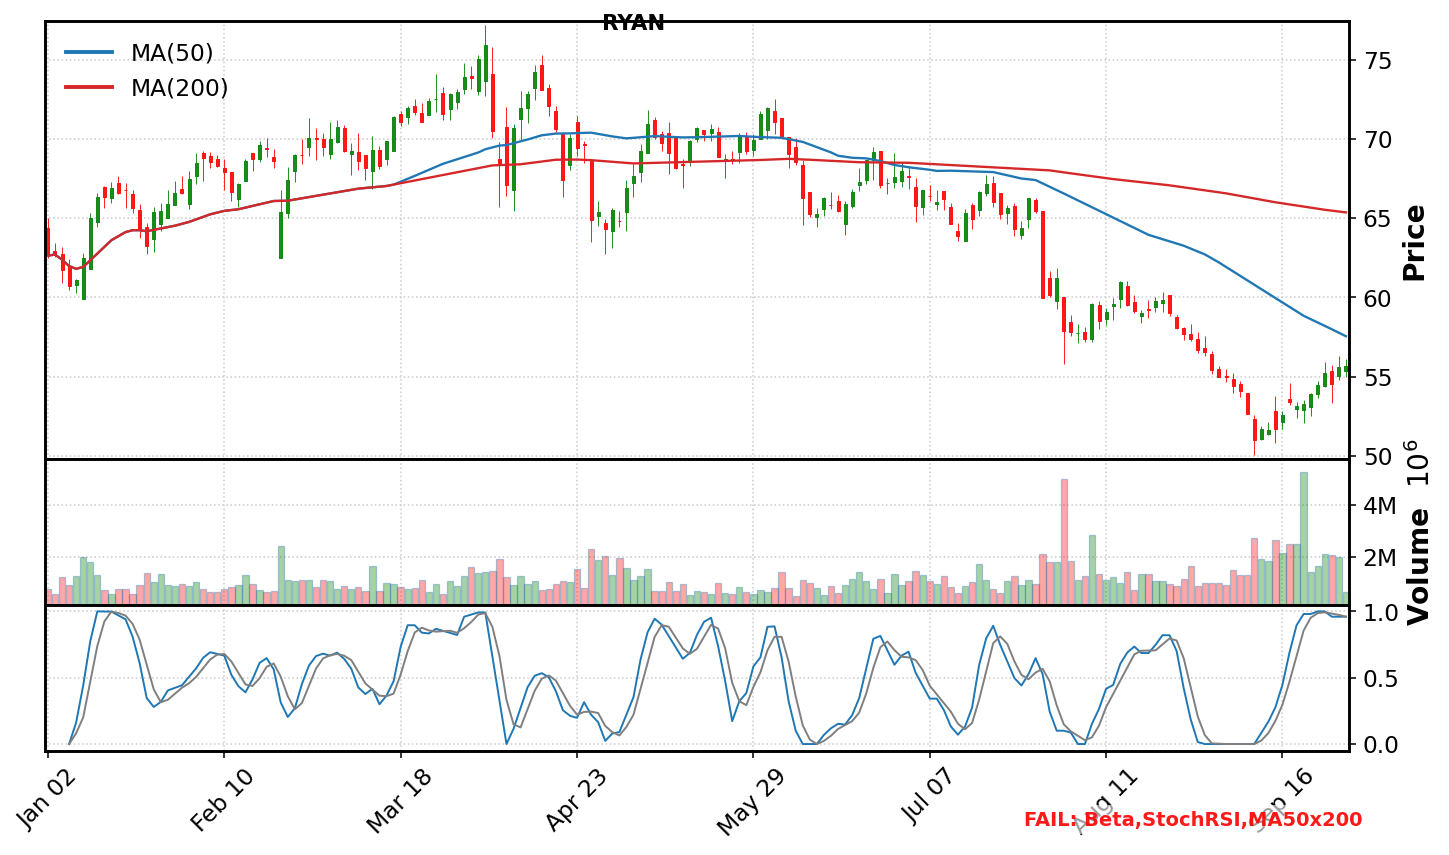 RYAN
MA(50)
MA(200)
75
70
65
60
55
50
Price
10⁶
4M
2M
Volume
1.0
0.5
0.0
Jan 02
Feb 10
Mar 18
Apr 23
May 29
Jul 07
Aug 11
Sep 16
FAIL: Beta,StochRSI,MA50x200